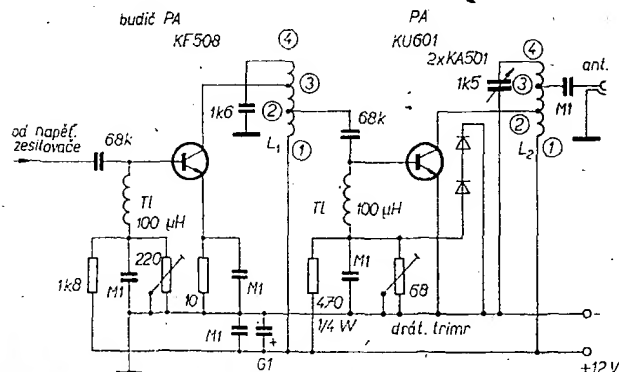 budič PA
KF508
PA
KU601
2xKA501
ant.
④
③
②
①
1k6
L₁
④
③
②
①
1k5
M1
L₂
od napěť.
zesilovače
68k
68k
Tl
100 μH
Tl
100 μH
1k8
M1
220
10
M1
M1
G1
+
470
1/4 W
M1
68
drát. trimr
-
+12 V